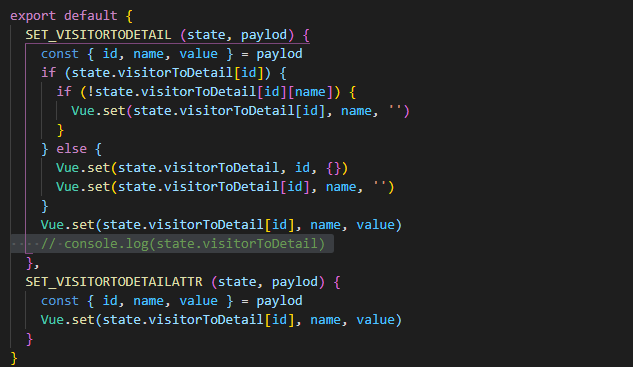 export default {
  SET_VISITORTODETAIL (state, paylod) {
    const { id, name, value } = paylod
    if (state.visitorToDetail[id]) {
      if (!state.visitorToDetail[id][name]) {
        Vue.set(state.visitorToDetail[id], name, '')
      }
    } else {
      Vue.set(state.visitorToDetail, id, {})
      Vue.set(state.visitorToDetail[id], name, '')
    }
    Vue.set(state.visitorToDetail[id], name, value)
    // console.log(state.visitorToDetail)
  },
  SET_VISITORTODETAILATTR (state, paylod) {
    const { id, name, value } = paylod
    Vue.set(state.visitorToDetail[id], name, value)
  }
}